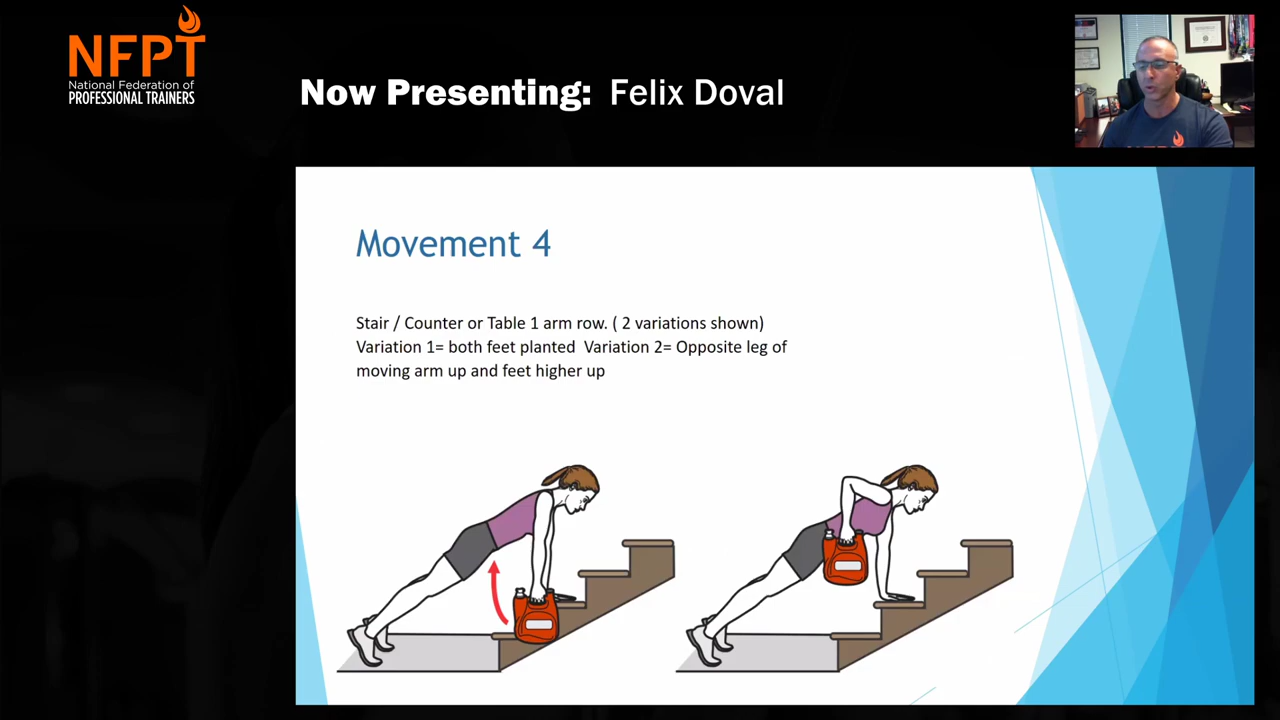 NFPT
National Federation of
PROFESSIONAL TRAINERS
Now Presenting: Felix Doval
NFPT
Movement 4
Stair / Counter or Table 1 arm row. ( 2 variations shown)
Variation 1= both feet planted  Variation 2= Opposite leg of
moving arm up and feet higher up